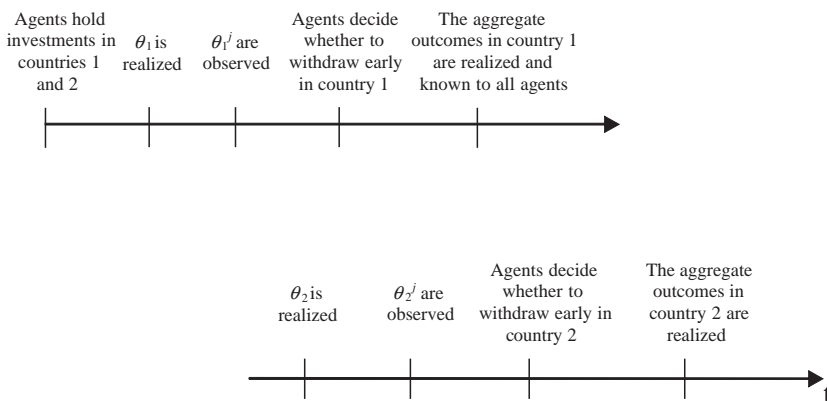 Agents hold
investments in
countries 1
and 2
θ₁ is
realized
θ₁ʲ are
observed
Agents decide
whether to
withdraw early
in country 1
The aggregate
outcomes in country 1
are realized and
known to all agents
θ₂ is
realized
θ₂ʲ are
observed
Agents decide
whether to
withdraw early in
country 2
The aggregate
outcomes in
country 2 are
realized
t